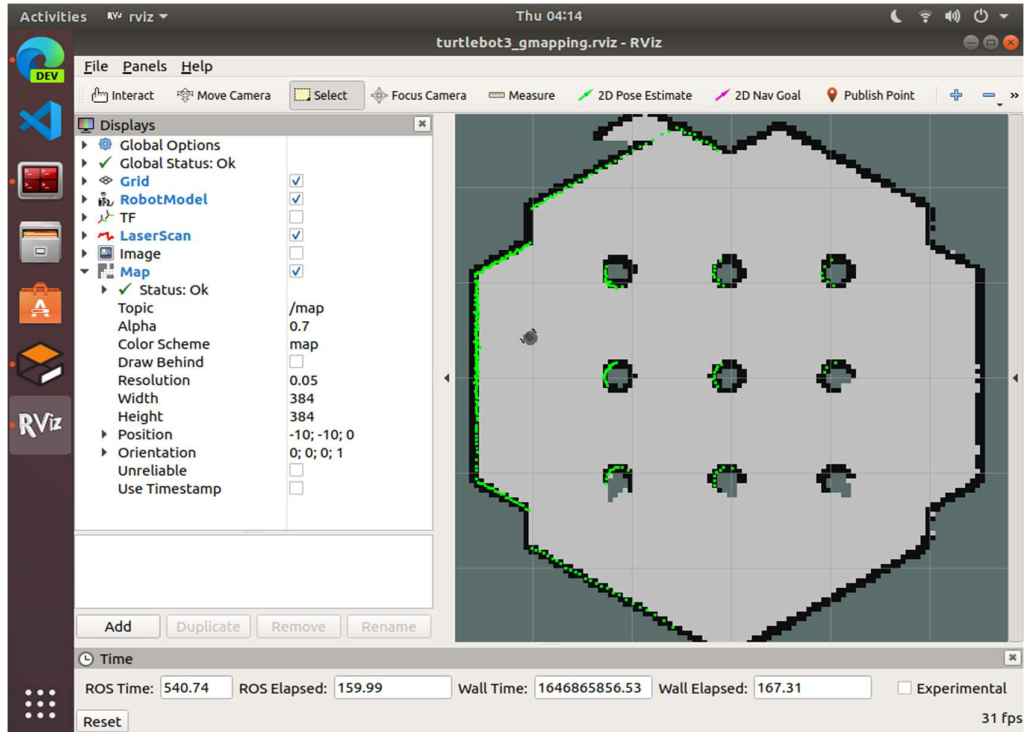 Activities RViz rviz Thu 04:14
turtlebot3_gmapping.rviz - RViz
DEV
File Panels Help
Interact Move Camera Select Focus Camera Measure 2D Pose Estimate 2D Nav Goal Publish Point »
Displays
Global Options
Global Status: Ok
Grid
RobotModel
TF
LaserScan
Image
Map
Status: Ok
Topic /map
Alpha 0.7
Color Scheme map
Draw Behind
Resolution 0.05
Width 384
Height 384
Position -10; -10; 0
Orientation 0; 0; 0; 1
Unreliable
Use Timestamp
RViz
Add Duplicate Remove Rename
Time
ROS Time: 540.74 ROS Elapsed: 159.99 Wall Time: 1646865856.53 Wall Elapsed: 167.31 Experimental
Reset 31 fps